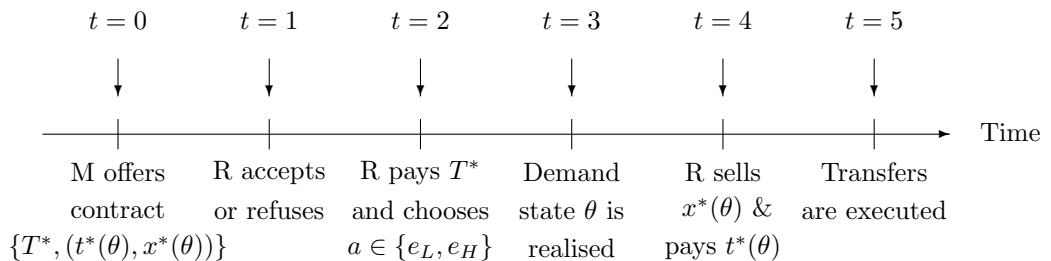 t = 0 t = 1 t = 2 t = 3 t = 4 t = 5
Time
M offers R accepts R pays T* Demand R sells Transfers
contract or refuses and chooses state θ is x*(θ) & are executed
{T*, (t*(θ), x*(θ))} a ∈ {e_L, e_H} realised pays t*(θ)